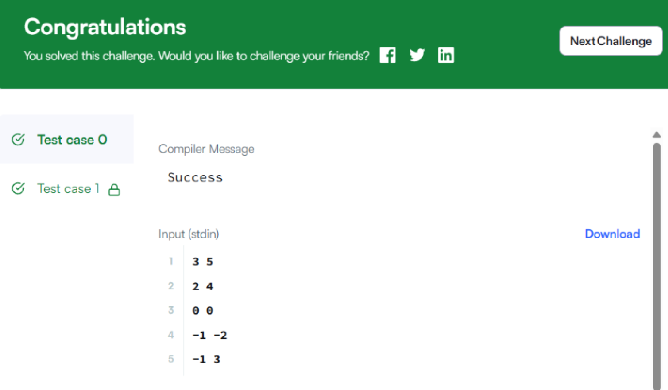 Congratulations
You solved this challenge. Would you like to challenge your friends?
Next Challenge
Test case 0
Test case 1
Compiler Message
Success
Input (stdin)
Download
1 3 5
2 2 4
3 0 0
4 -1 -2
5 -1 3